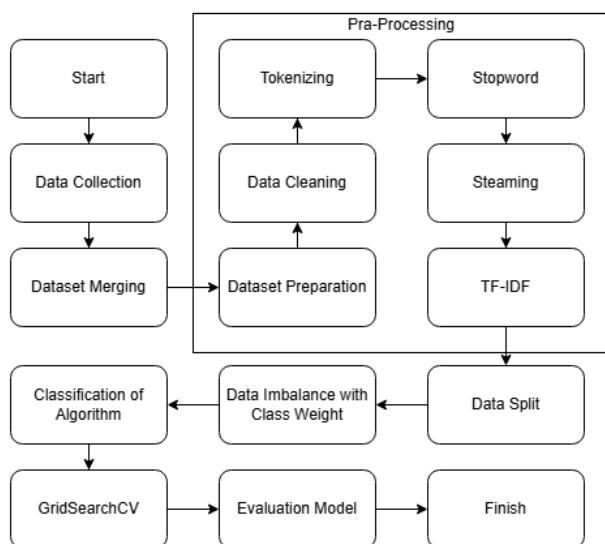 Pra-Processing
Start
Tokenizing
Stopword
Data Collection
Data Cleaning
Steaming
Dataset Merging
Dataset Preparation
TF-IDF
Classification of
Algorithm
Data Imbalance with
Class Weight
Data Split
GridSearchCV
Evaluation Model
Finish